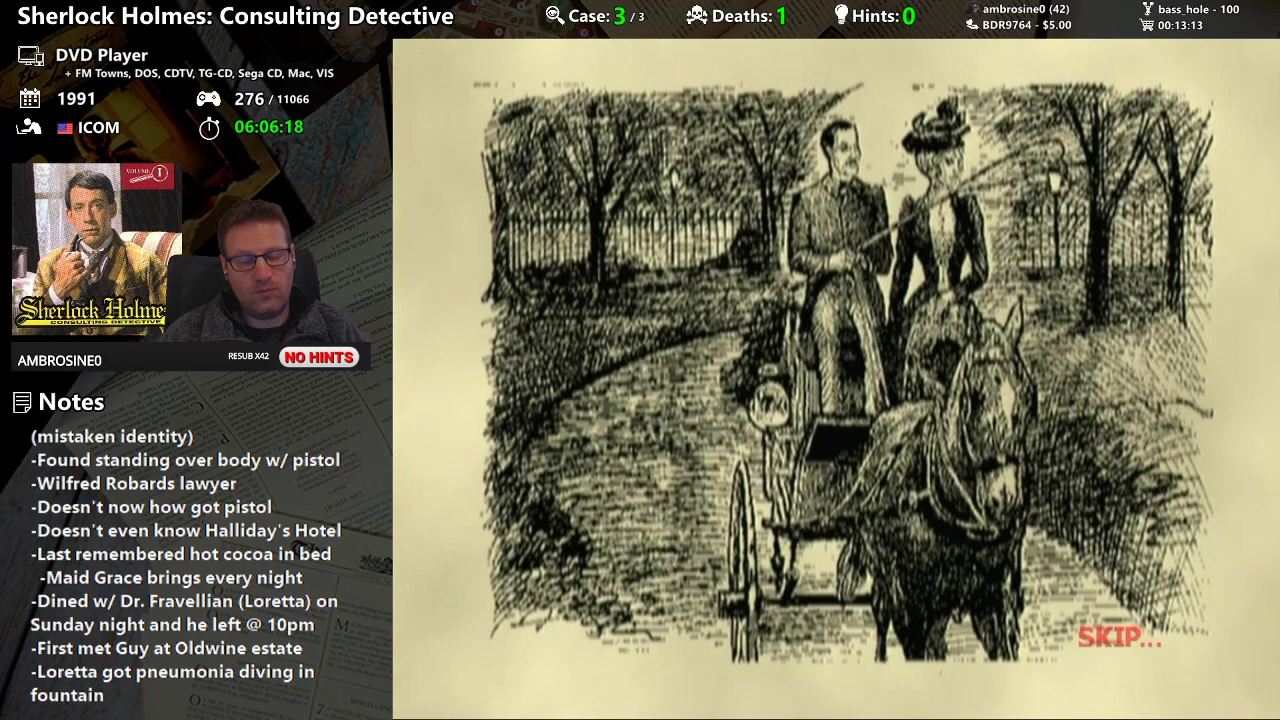 Sherlock Holmes: Consulting Detective
Case: 3 / 3
Deaths: 1
Hints: 0
ambrosine0 (42)
BDR9764 - $5.00
bass_hole - 100
00:13:13
DVD Player
+ FM Towns, DOS, CDTV, TG-CD, Sega CD, Mac, VIS
1991
276 / 11066
ICOM
06:06:18
VOLUME I
Sherlock Holmes
CONSULTING DETECTIVE
AMBROSINE0
RESUB X42
NO HINTS
Notes
(mistaken identity)
-Found standing over body w/ pistol
-Wilfred Robards lawyer
-Doesn't now how got pistol
-Doesn't even know Halliday's Hotel
-Last remembered hot cocoa in bed
-Maid Grace brings every night
-Dined w/ Dr. Fravellian (Loretta) on
Sunday night and he left @ 10pm
-First met Guy at Oldwine estate
-Loretta got pneumonia diving in
fountain
SKIP...